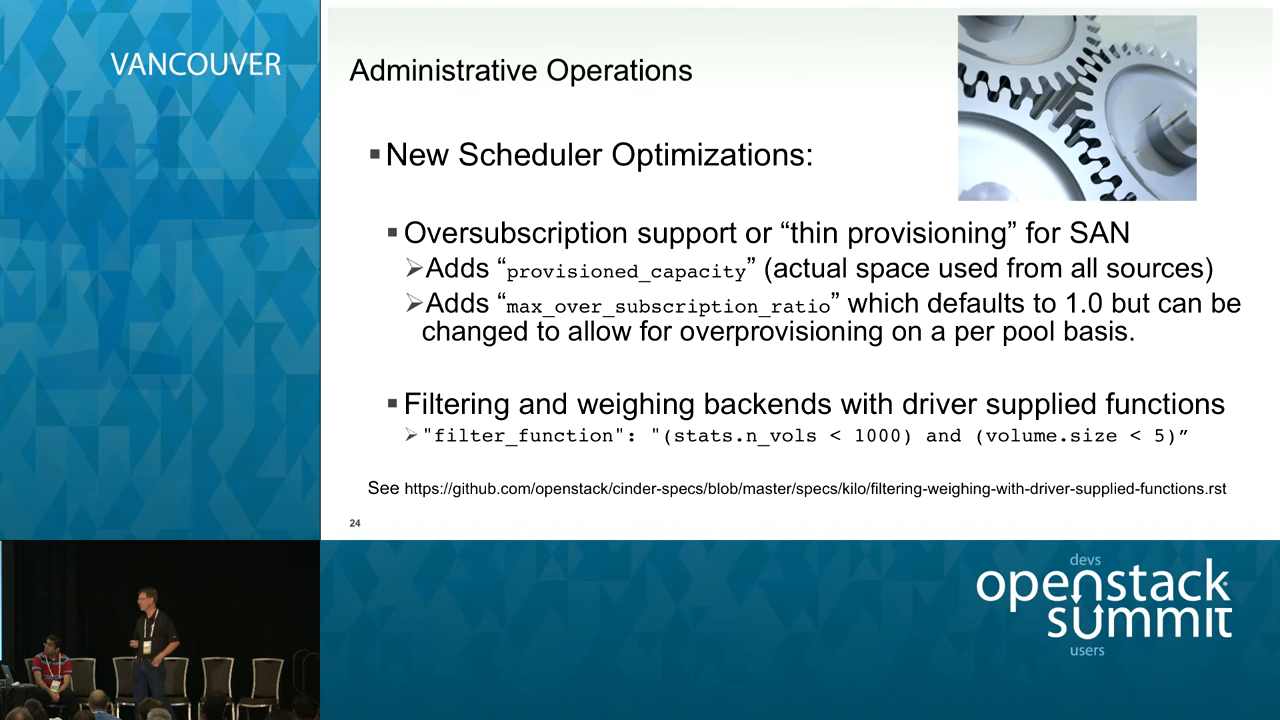 VANCOUVER
Administrative Operations
▪New Scheduler Optimizations:
▪Oversubscription support or “thin provisioning” for SAN
➢Adds “provisioned_capacity” (actual space used from all sources)
➢Adds “max_over_subscription_ratio” which defaults to 1.0 but can be
changed to allow for overprovisioning on a per pool basis.
▪Filtering and weighing backends with driver supplied functions
➢"filter_function": "(stats.n_vols < 1000) and (volume.size < 5)”
See https://github.com/openstack/cinder-specs/blob/master/specs/kilo/filtering-weighing-with-driver-supplied-functions.rst
24
devs
openstack
summit
users